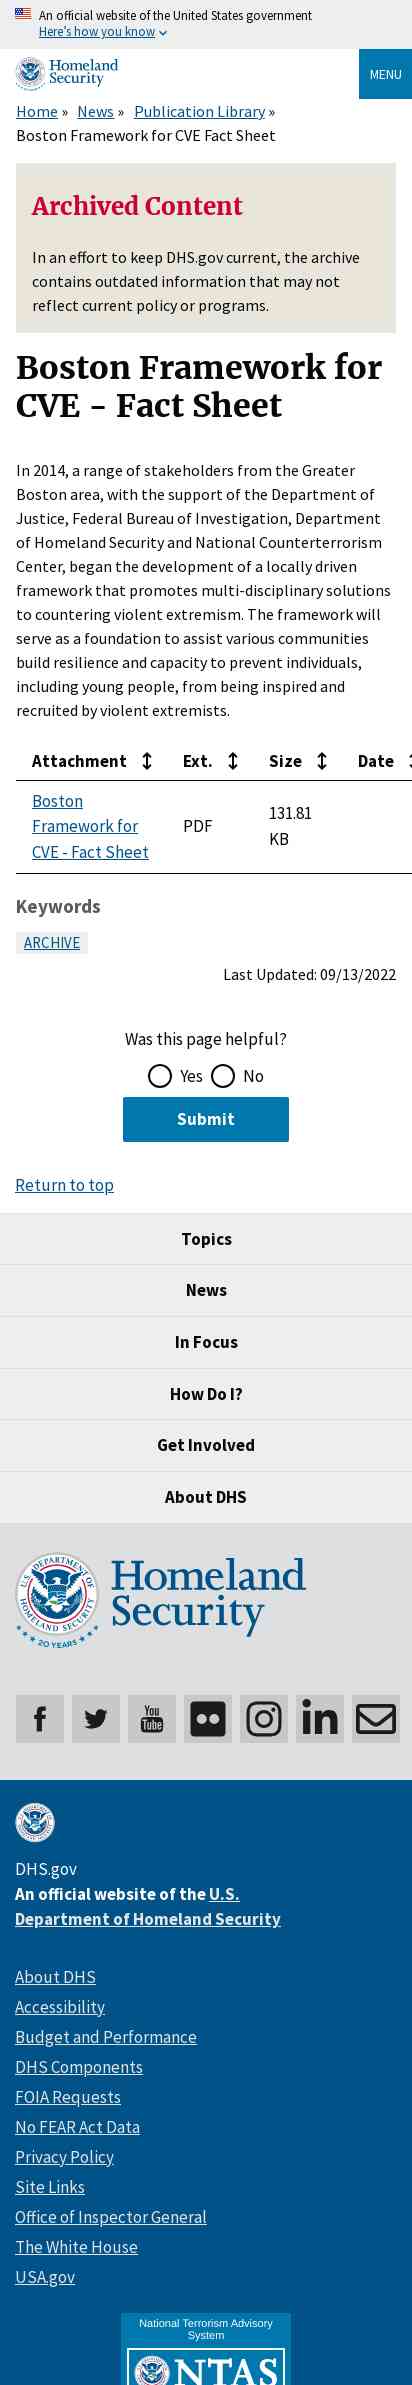 An official website of the United States government
Here's how you know
Homeland
Security
MENU
Home » News » Publication Library »
Boston Framework for CVE Fact Sheet
Archived Content
In an effort to keep DHS.gov current, the archive
contains outdated information that may not
reflect current policy or programs.
Boston Framework for
CVE - Fact Sheet
In 2014, a range of stakeholders from the Greater
Boston area, with the support of the Department of
Justice, Federal Bureau of Investigation, Department
of Homeland Security and National Counterterrorism
Center, began the development of a locally driven
framework that promotes multi-disciplinary solutions
to countering violent extremism. The framework will
serve as a foundation to assist various communities
build resilience and capacity to prevent individuals,
including young people, from being inspired and
recruited by violent extremists.
Attachment Ext. Size Date
Boston
Framework for
CVE - Fact Sheet
PDF
131.81
KB
Keywords
ARCHIVE
Last Updated: 09/13/2022
Was this page helpful?
Yes No
Submit
Return to top
Topics
News
In Focus
How Do I?
Get Involved
About DHS
U.S. DEPARTMENT OF
HOMELAND SECURITY
20 YEARS
Homeland
Security
You
Tube
DHS.gov
An official website of the U.S.
Department of Homeland Security
About DHS
Accessibility
Budget and Performance
DHS Components
FOIA Requests
No FEAR Act Data
Privacy Policy
Site Links
Office of Inspector General
The White House
USA.gov
National Terrorism Advisory
System
NTAS